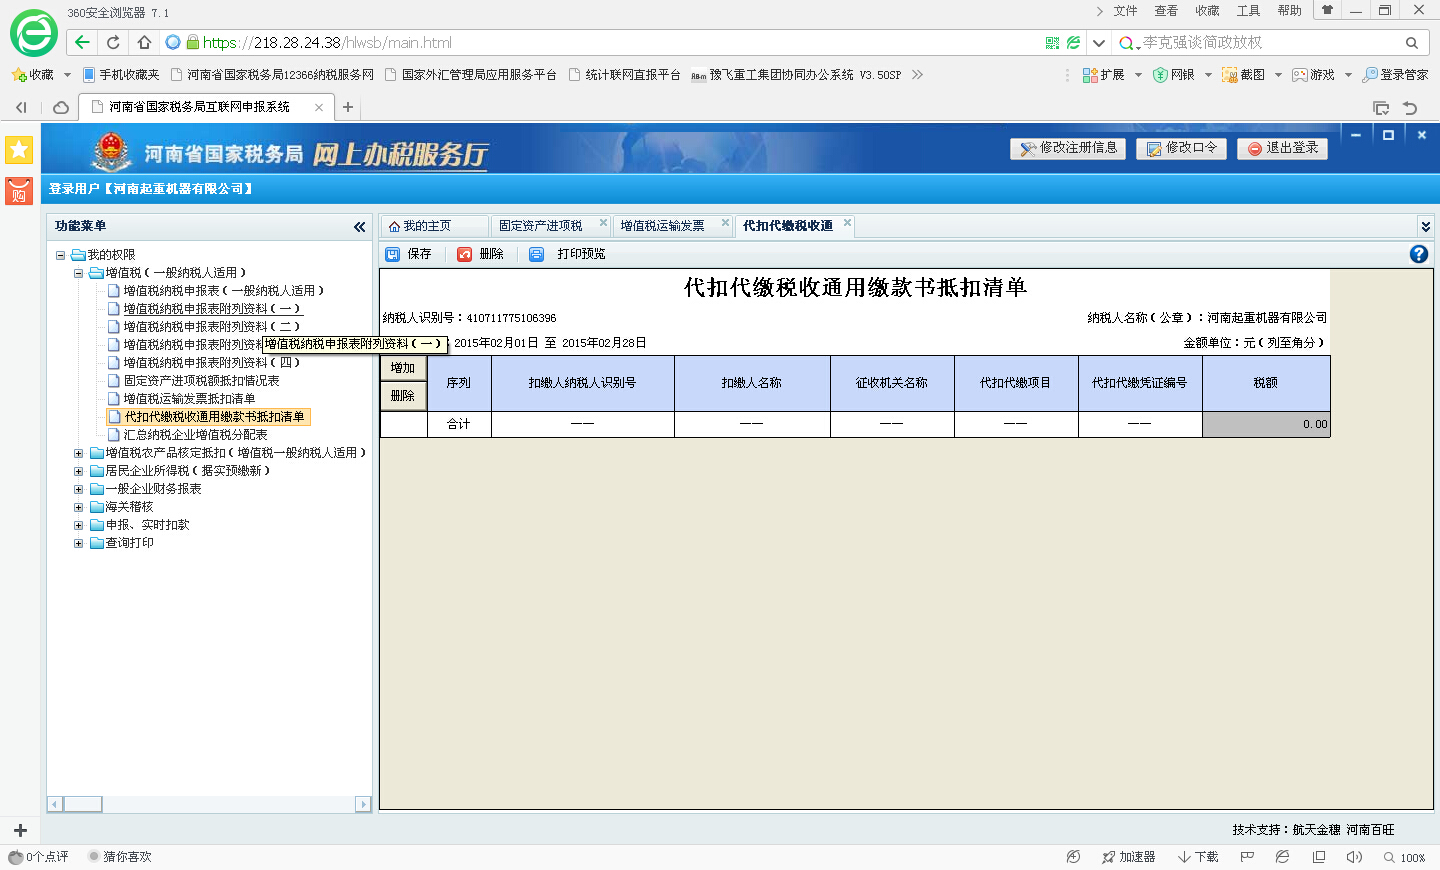 360安全浏览器 7.1
文件 查看 收藏 工具 帮助
https://218.28.24.38/hlwsb/main.html
李克强谈简政放权
收藏 手机收藏夹 河南省国家税务局12366纳税服务网 国家外汇管理局应用服务平台 统计联网直报平台 RBm 豫飞重工集团协同办公系统 V3.50SP 扩展 网银 截图 游戏 登录管家
河南省国家税务局互联网申报系统
购
河南省国家税务局 网上办税服务厅
修改注册信息 修改口令 退出登录
登录用户【河南起重机器有限公司】
功能菜单
我的主页 固定资产进项税 增值税运输发票 代扣代缴税收通
保存 删除 打印预览
我的权限
增值税(一般纳税人适用)
增值税纳税申报表(一般纳税人适用)
增值税纳税申报表附列资料(一)
增值税纳税申报表附列资料(二)
增值税纳税申报表附列资料
增值税纳税申报表附列资料(一)
增值税纳税申报表附列资料(四)
固定资产进项税额抵扣情况表
增值税运输发票抵扣清单
代扣代缴税收通用缴款书抵扣清单
汇总纳税企业增值税分配表
增值税农产品核定抵扣(增值税一般纳税人适用)
居民企业所得税(据实预缴新)
一般企业财务报表
海关稽核
申报、实时扣款
查询打印
代扣代缴税收通用缴款书抵扣清单
纳税人识别号:410711775106396
纳税人名称(公章):河南起重机器有限公司
2015年02月01日 至 2015年02月28日
金额单位:元(列至角分)
增加
删除
序列 扣缴人纳税人识别号 扣缴人名称 征收机关名称 代扣代缴项目 代扣代缴凭证编号 税额
合计 —— —— —— —— —— 0.00
技术支持:航天金穗 河南百旺
0个点评 猜你喜欢
加速器 下载 100%